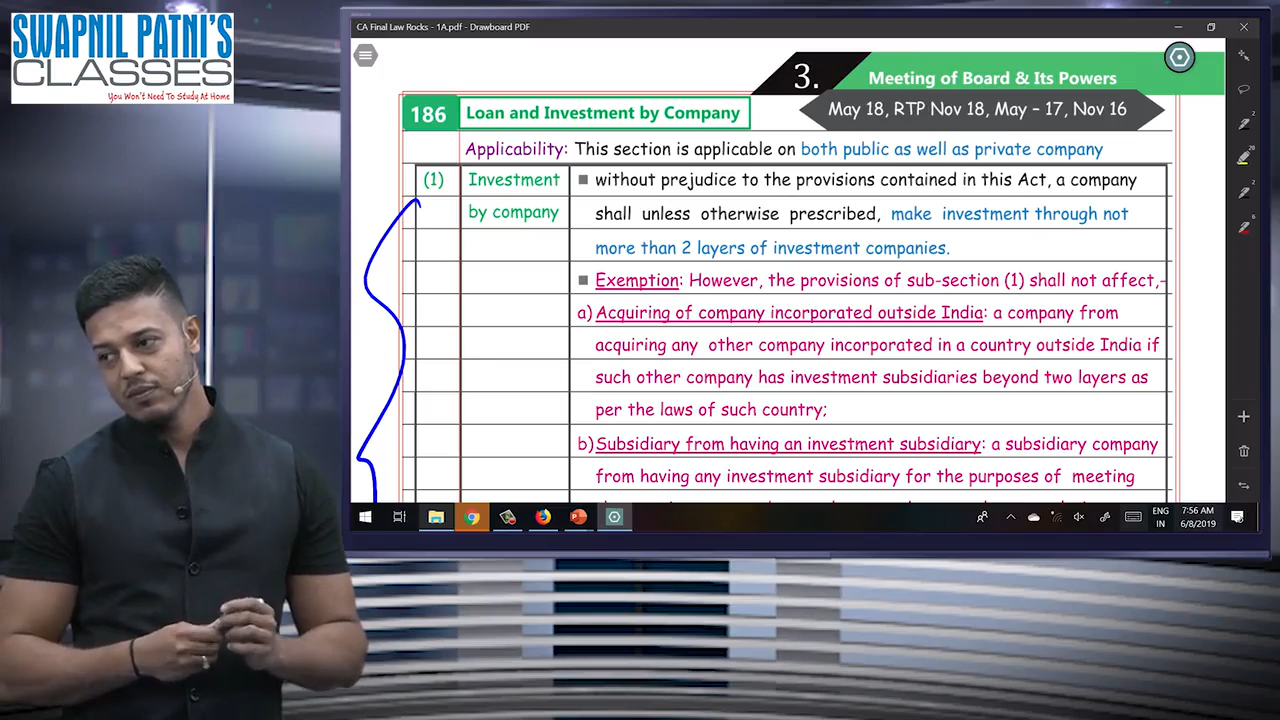 SWAPNIL PATNI'S
CLASSES
You Won't Need To Study At Home
CA Final Law Rocks - 1A.pdf - Drawboard PDF
3.
Meeting of Board & Its Powers
186
Loan and Investment by Company
May 18, RTP Nov 18, May – 17, Nov 16
Applicability: This section is applicable on both public as well as private company
(1)
Investment
by company
■ without prejudice to the provisions contained in this Act, a company
shall unless otherwise prescribed, make investment through not
more than 2 layers of investment companies.
■ Exemption: However, the provisions of sub-section (1) shall not affect,-
a) Acquiring of company incorporated outside India: a company from
acquiring any other company incorporated in a country outside India if
such other company has investment subsidiaries beyond two layers as
per the laws of such country;
b) Subsidiary from having an investment subsidiary: a subsidiary company
from having any investment subsidiary for the purposes of meeting
ENG
IN
7:56 AM
6/8/2019